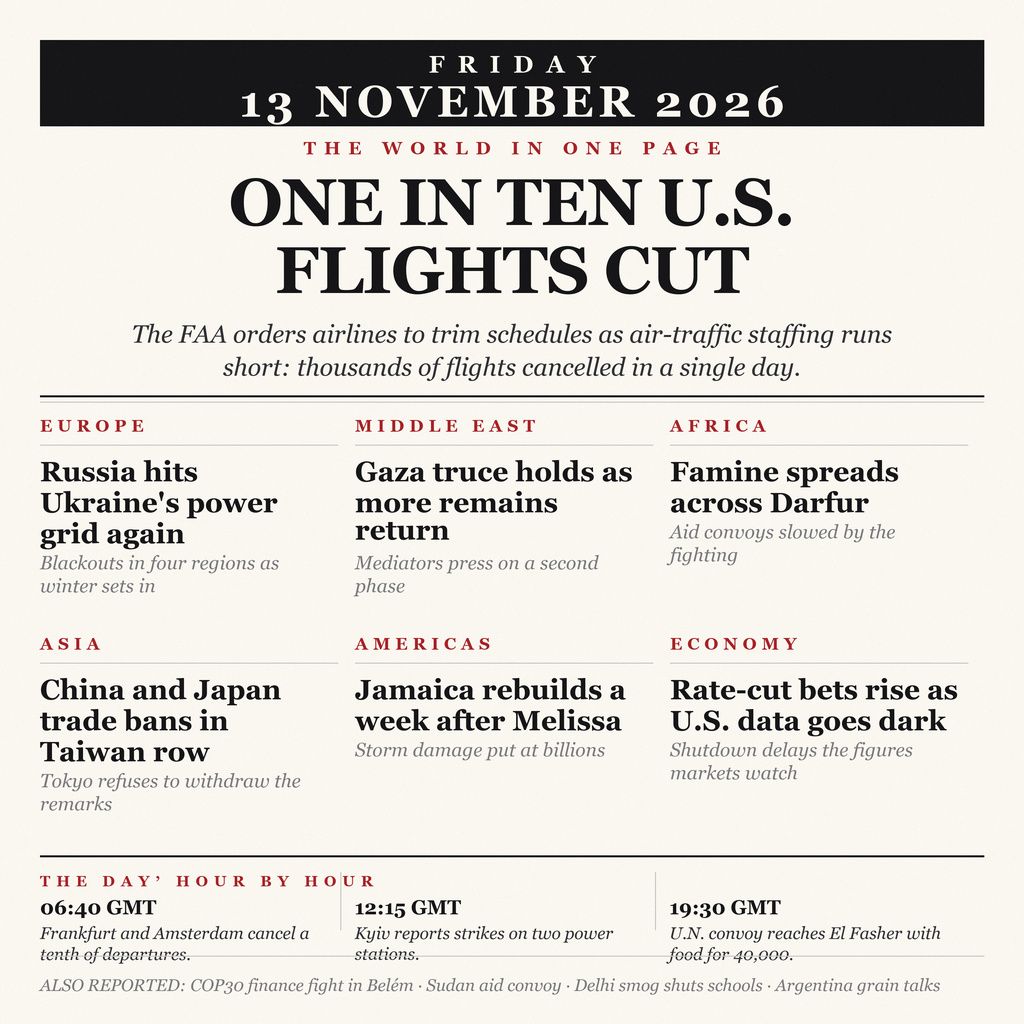 FRIDAY
13 NOVEMBER 2026
THE WORLD IN ONE PAGE
ONE IN TEN U.S.
FLIGHTS CUT
The FAA orders airlines to trim schedules as air-traffic staffing runs
short: thousands of flights cancelled in a single day.
EUROPE
Russia hits
Ukraine's power
grid again
Blackouts in four regions as
winter sets in
MIDDLE EAST
Gaza truce holds as
more remains
return
Mediators press on a second
phase
AFRICA
Famine spreads
across Darfur
Aid convoys slowed by the
fighting
ASIA
China and Japan
trade bans in
Taiwan row
Tokyo refuses to withdraw the
remarks
AMERICAS
Jamaica rebuilds a
week after Melissa
Storm damage put at billions
ECONOMY
Rate-cut bets rise as
U.S. data goes dark
Shutdown delays the figures
markets watch
THE DAY’ HOUR BY HOUR
06:40 GMT
Frankfurt and Amsterdam cancel a
tenth of departures.
12:15 GMT
Kyiv reports strikes on two power
stations.
19:30 GMT
U.N. convoy reaches El Fasher with
food for 40,000.
ALSO REPORTED: COP30 finance fight in Belém · Sudan aid convoy · Delhi smog shuts schools · Argentina grain talks